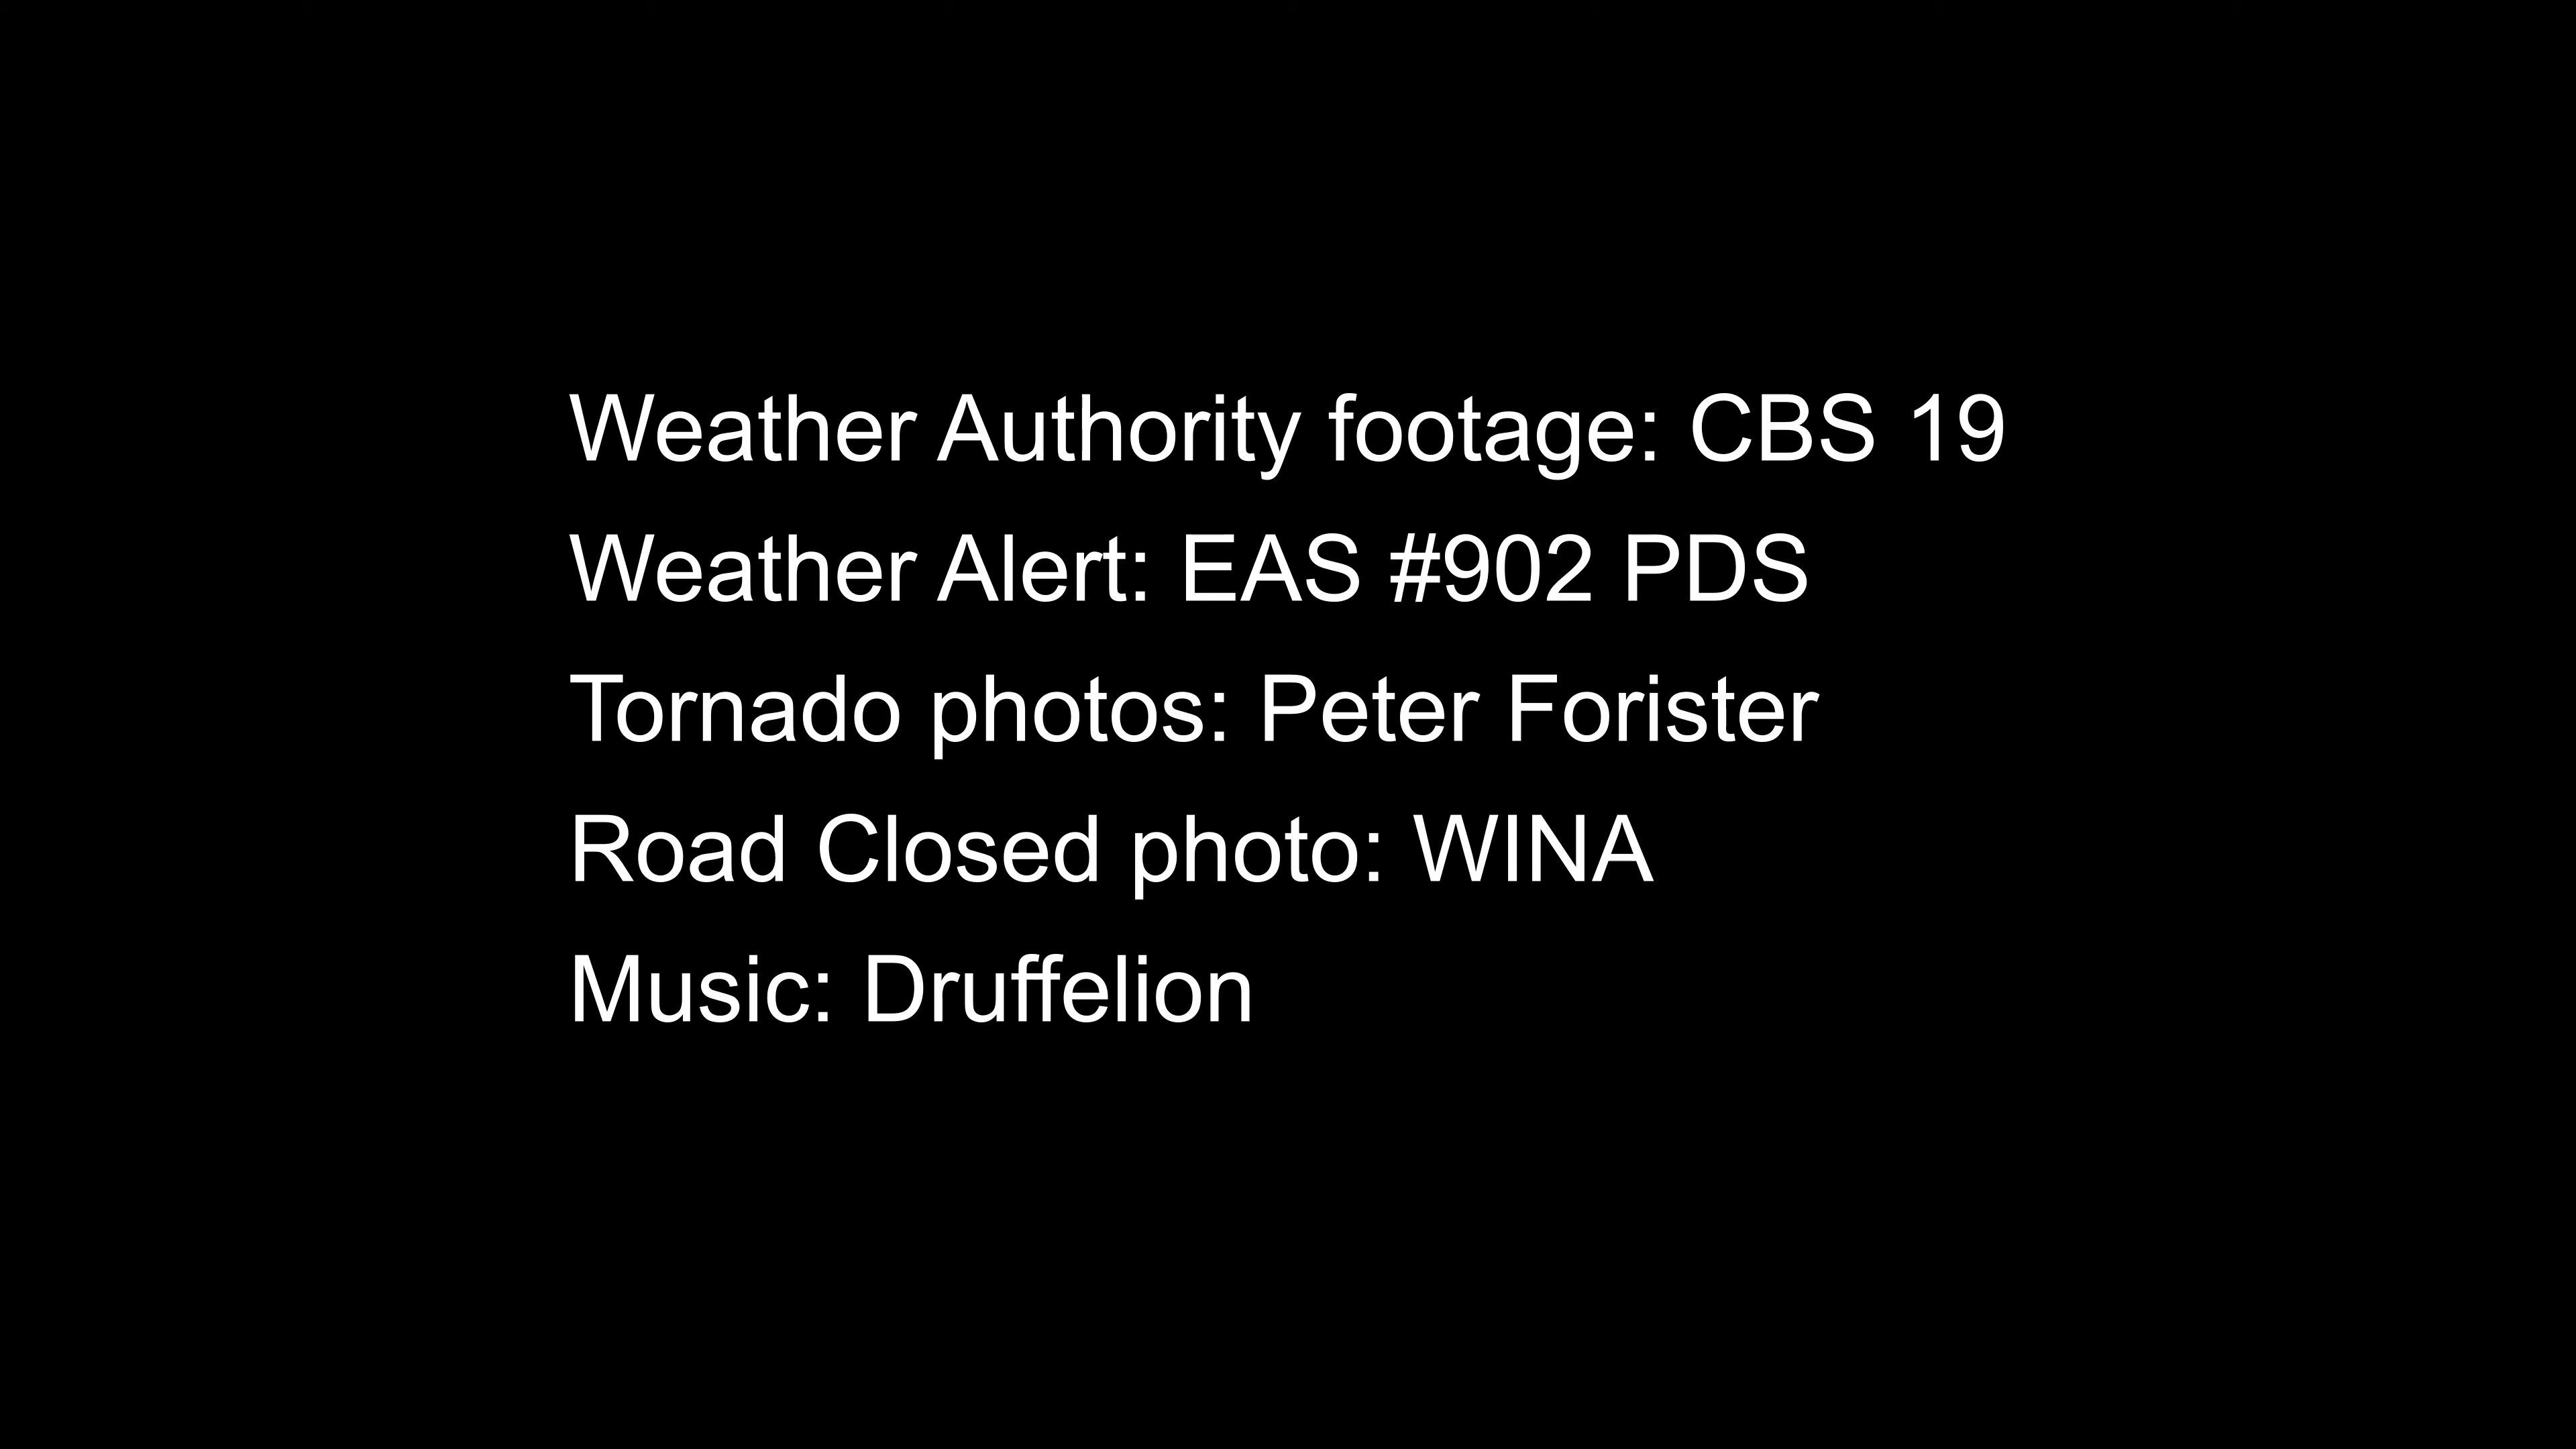 Weather Authority footage: CBS 19
Weather Alert: EAS #902 PDS
Tornado photos: Peter Forister
Road Closed photo: WINA
Music: Druffelion